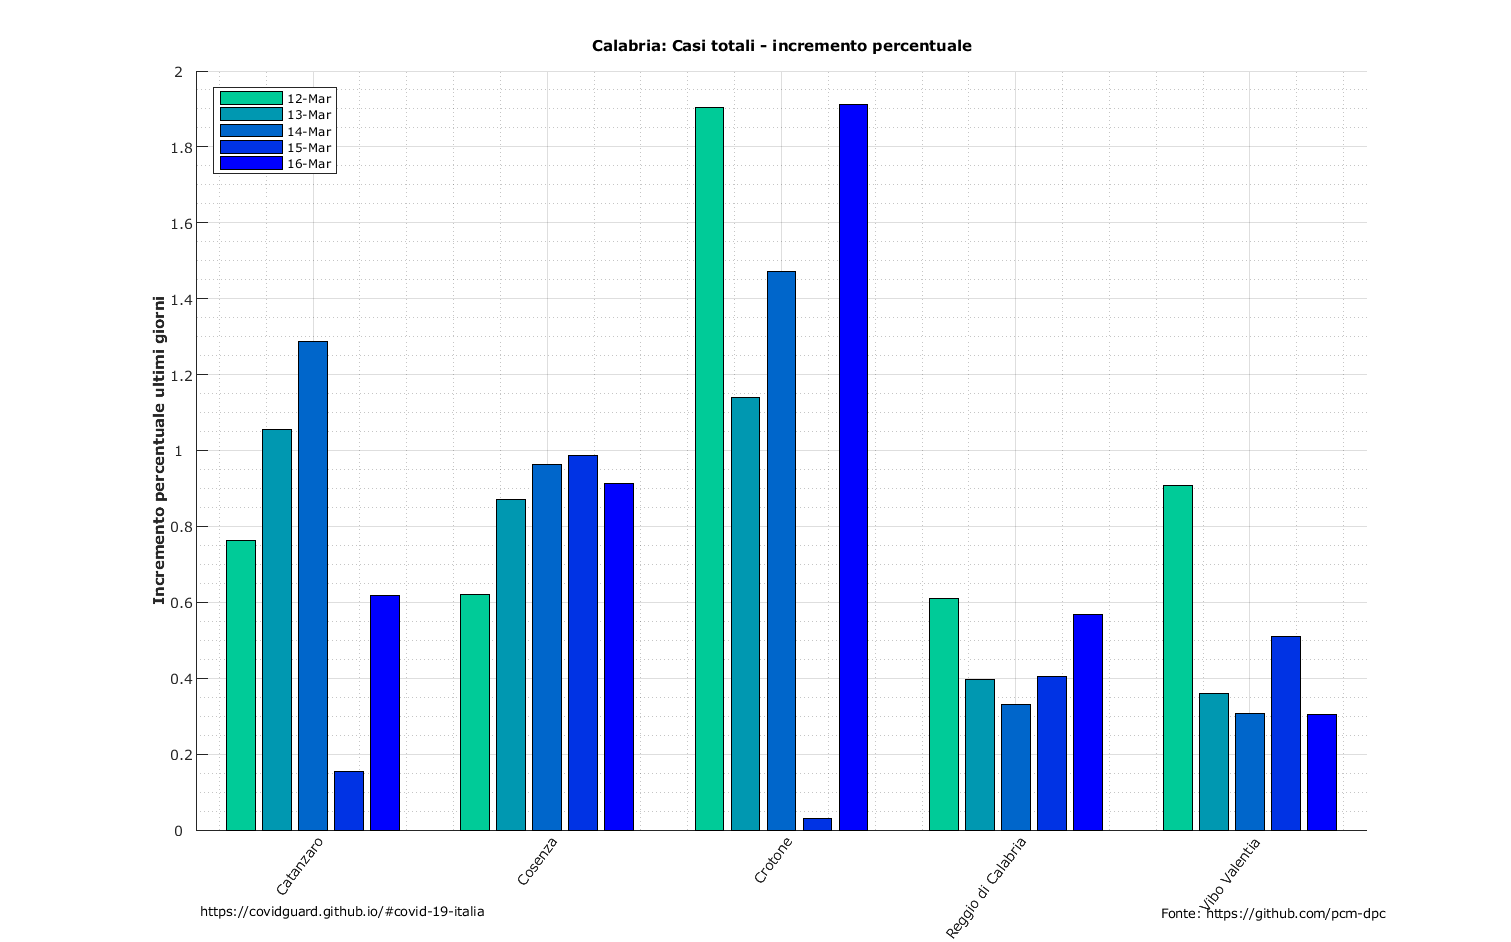 Calabria: Casi totali - incremento percentuale
Incremento percentuale ultimi giorni
2
1.8
1.6
1.4
1.2
1
0.8
0.6
0.4
0.2
0
12-Mar
13-Mar
14-Mar
15-Mar
16-Mar
Catanzaro
Cosenza
Crotone
Reggio di Calabria
Vibo Valentia
https://covidguard.github.io/#covid-19-italia
Fonte: https://github.com/pcm-dpc